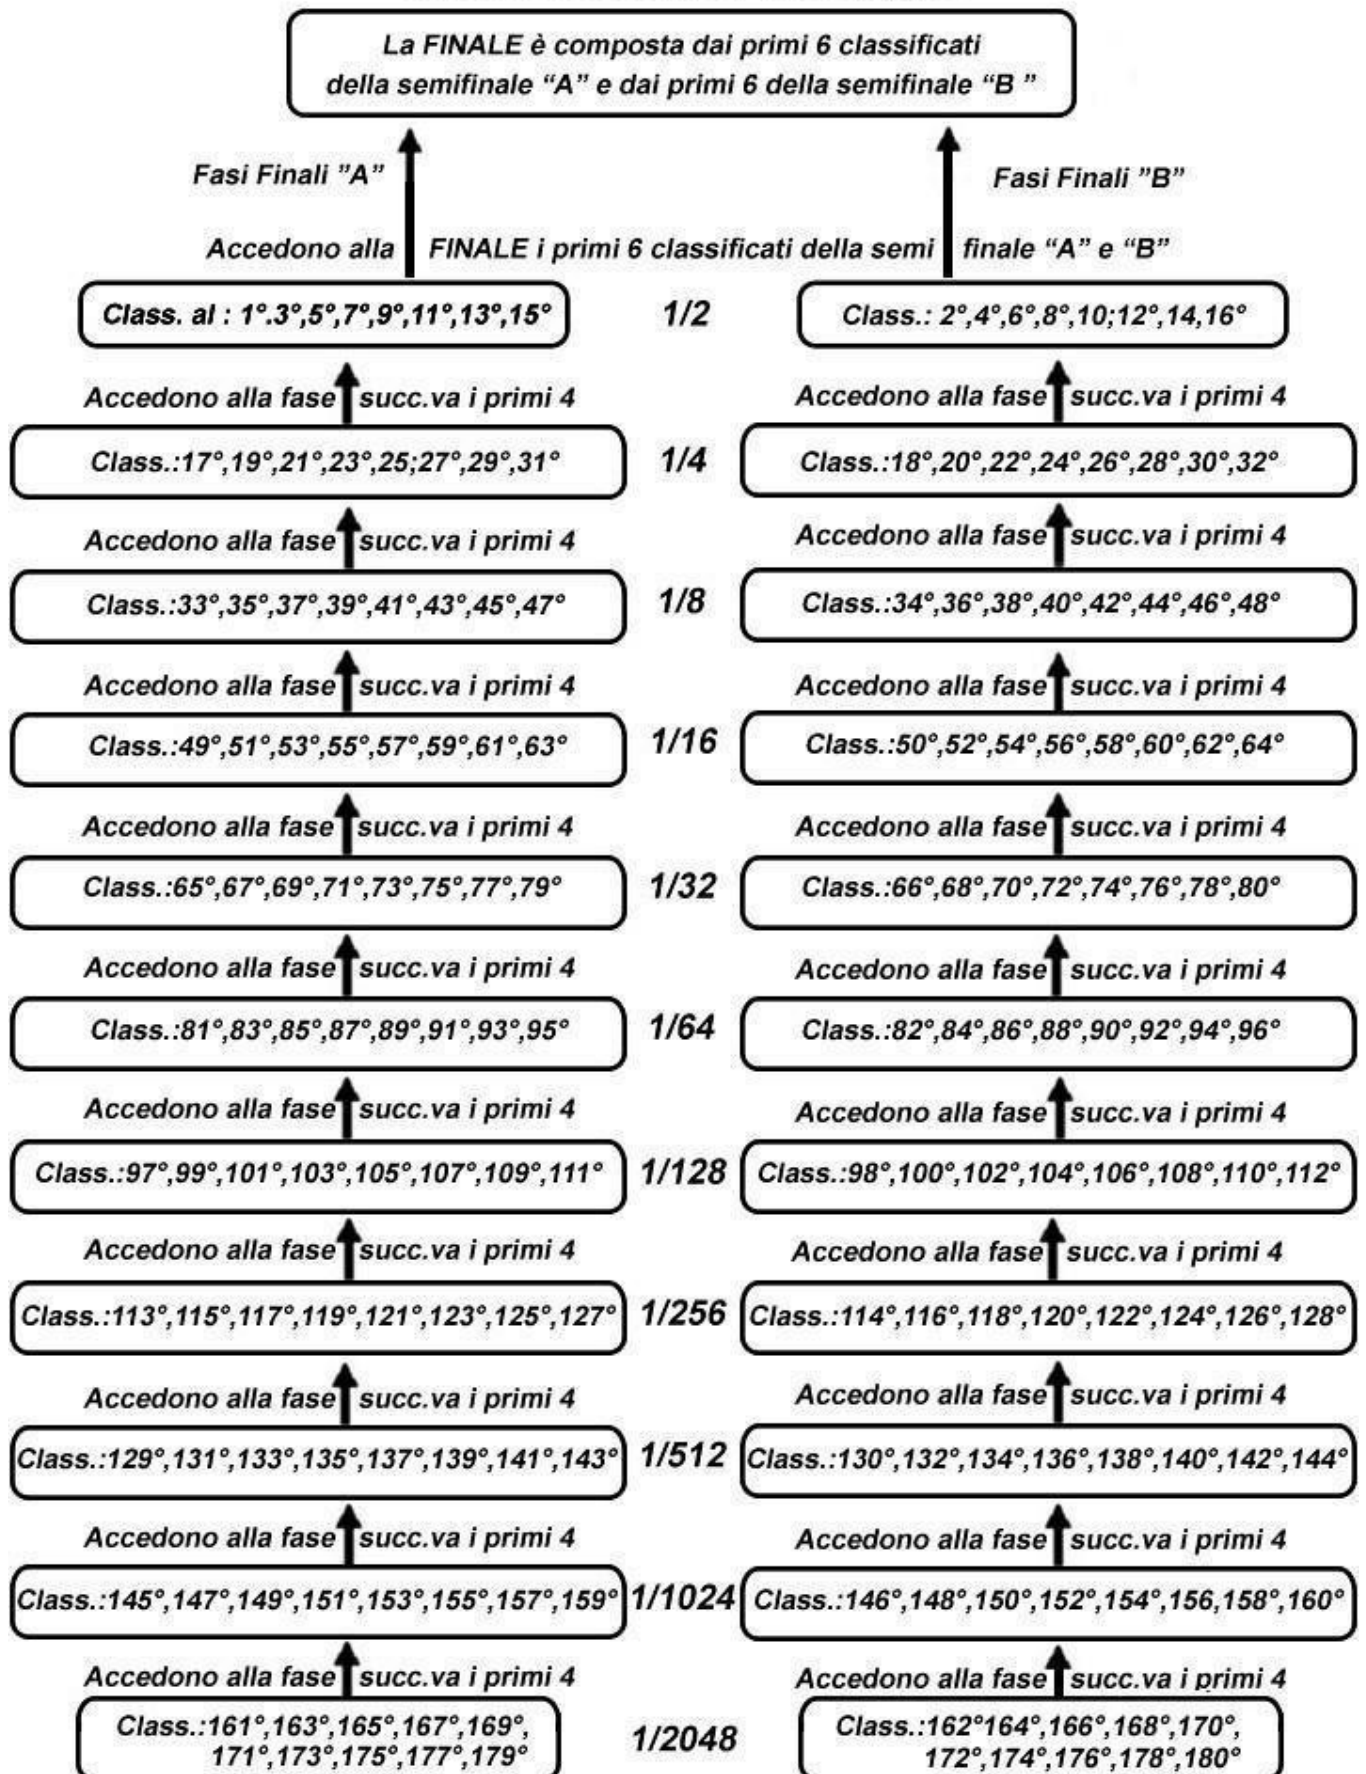 La FINALE è composta dai primi 6 classificati
della semifinale “A” e dai primi 6 della semifinale “B ”
Fasi Finali ”A”
Fasi Finali ”B”
Accedono alla FINALE i primi 6 classificati della semi finale “A” e “B”
Class. al : 1°.3°,5°,7°,9°,11°,13°,15°
1/2
Class.: 2°,4°,6°,8°,10;12°,14,16°
Accedono alla fase succ.va i primi 4
Accedono alla fase succ.va i primi 4
Class.:17°,19°,21°,23°,25;27°,29°,31°
1/4
Class.:18°,20°,22°,24°,26°,28°,30°,32°
Accedono alla fase succ.va i primi 4
Accedono alla fase succ.va i primi 4
Class.:33°,35°,37°,39°,41°,43°,45°,47°
1/8
Class.:34°,36°,38°,40°,42°,44°,46°,48°
Accedono alla fase succ.va i primi 4
Accedono alla fase succ.va i primi 4
Class.:49°,51°,53°,55°,57°,59°,61°,63°
1/16
Class.:50°,52°,54°,56°,58°,60°,62°,64°
Accedono alla fase succ.va i primi 4
Accedono alla fase succ.va i primi 4
Class.:65°,67°,69°,71°,73°,75°,77°,79°
1/32
Class.:66°,68°,70°,72°,74°,76°,78°,80°
Accedono alla fase succ.va i primi 4
Accedono alla fase succ.va i primi 4
Class.:81°,83°,85°,87°,89°,91°,93°,95°
1/64
Class.:82°,84°,86°,88°,90°,92°,94°,96°
Accedono alla fase succ.va i primi 4
Accedono alla fase succ.va i primi 4
Class.:97°,99°,101°,103°,105°,107°,109°,111°
1/128
Class.:98°,100°,102°,104°,106°,108°,110°,112°
Accedono alla fase succ.va i primi 4
Accedono alla fase succ.va i primi 4
Class.:113°,115°,117°,119°,121°,123°,125°,127°
1/256
Class.:114°,116°,118°,120°,122°,124°,126°,128°
Accedono alla fase succ.va i primi 4
Accedono alla fase succ.va i primi 4
Class.:129°,131°,133°,135°,137°,139°,141°,143°
1/512
Class.:130°,132°,134°,136°,138°,140°,142°,144°
Accedono alla fase succ.va i primi 4
Accedono alla fase succ.va i primi 4
Class.:145°,147°,149°,151°,153°,155°,157°,159°
1/1024
Class.:146°,148°,150°,152°,154°,156,158°,160°
Accedono alla fase succ.va i primi 4
Accedono alla fase succ.va i primi 4
Class.:161°,163°,165°,167°,169°,
171°,173°,175°,177°,179°
1/2048
Class.:162°164°,166°,168°,170°,
172°,174°,176°,178°,180°